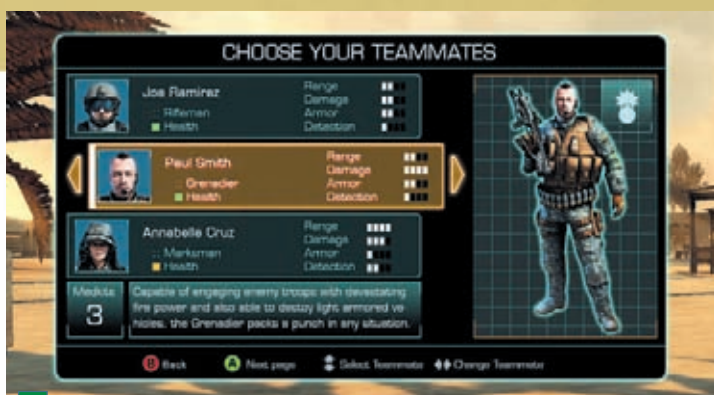 CHOOSE YOUR TEAMMATES
Joe Ramirez
:: Rifleman
Health
Range
Damage
Armor
Detection
Paul Smith
:: Grenadier
Health
Range
Damage
Armor
Detection
Annabelle Cruz
:: Marksman
Health
Range
Damage
Armor
Detection
Medkits
3
Capable of engaging enemy troops with devastating
fire power and also able to destoy light armored ve
hicles, the Grenadier packs a punch in any situation.
B Back A Next page Select Teammate Change Teammate